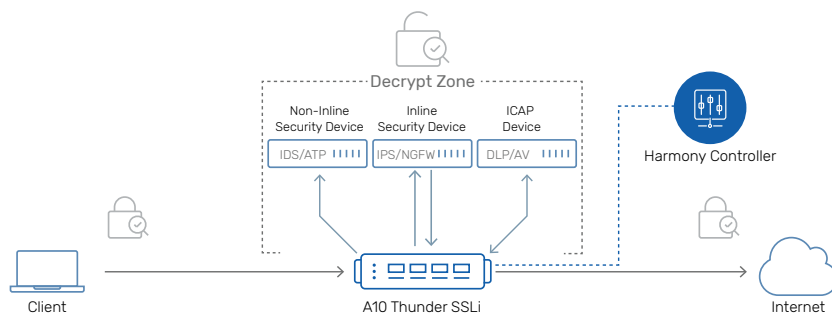 Decrypt Zone
Non-Inline
Security Device
Inline
Security Device
ICAP
Device
IDS/ATP
IPS/NGFW
DLP/AV
Harmony Controller
Client
A10 Thunder SSLi
Internet